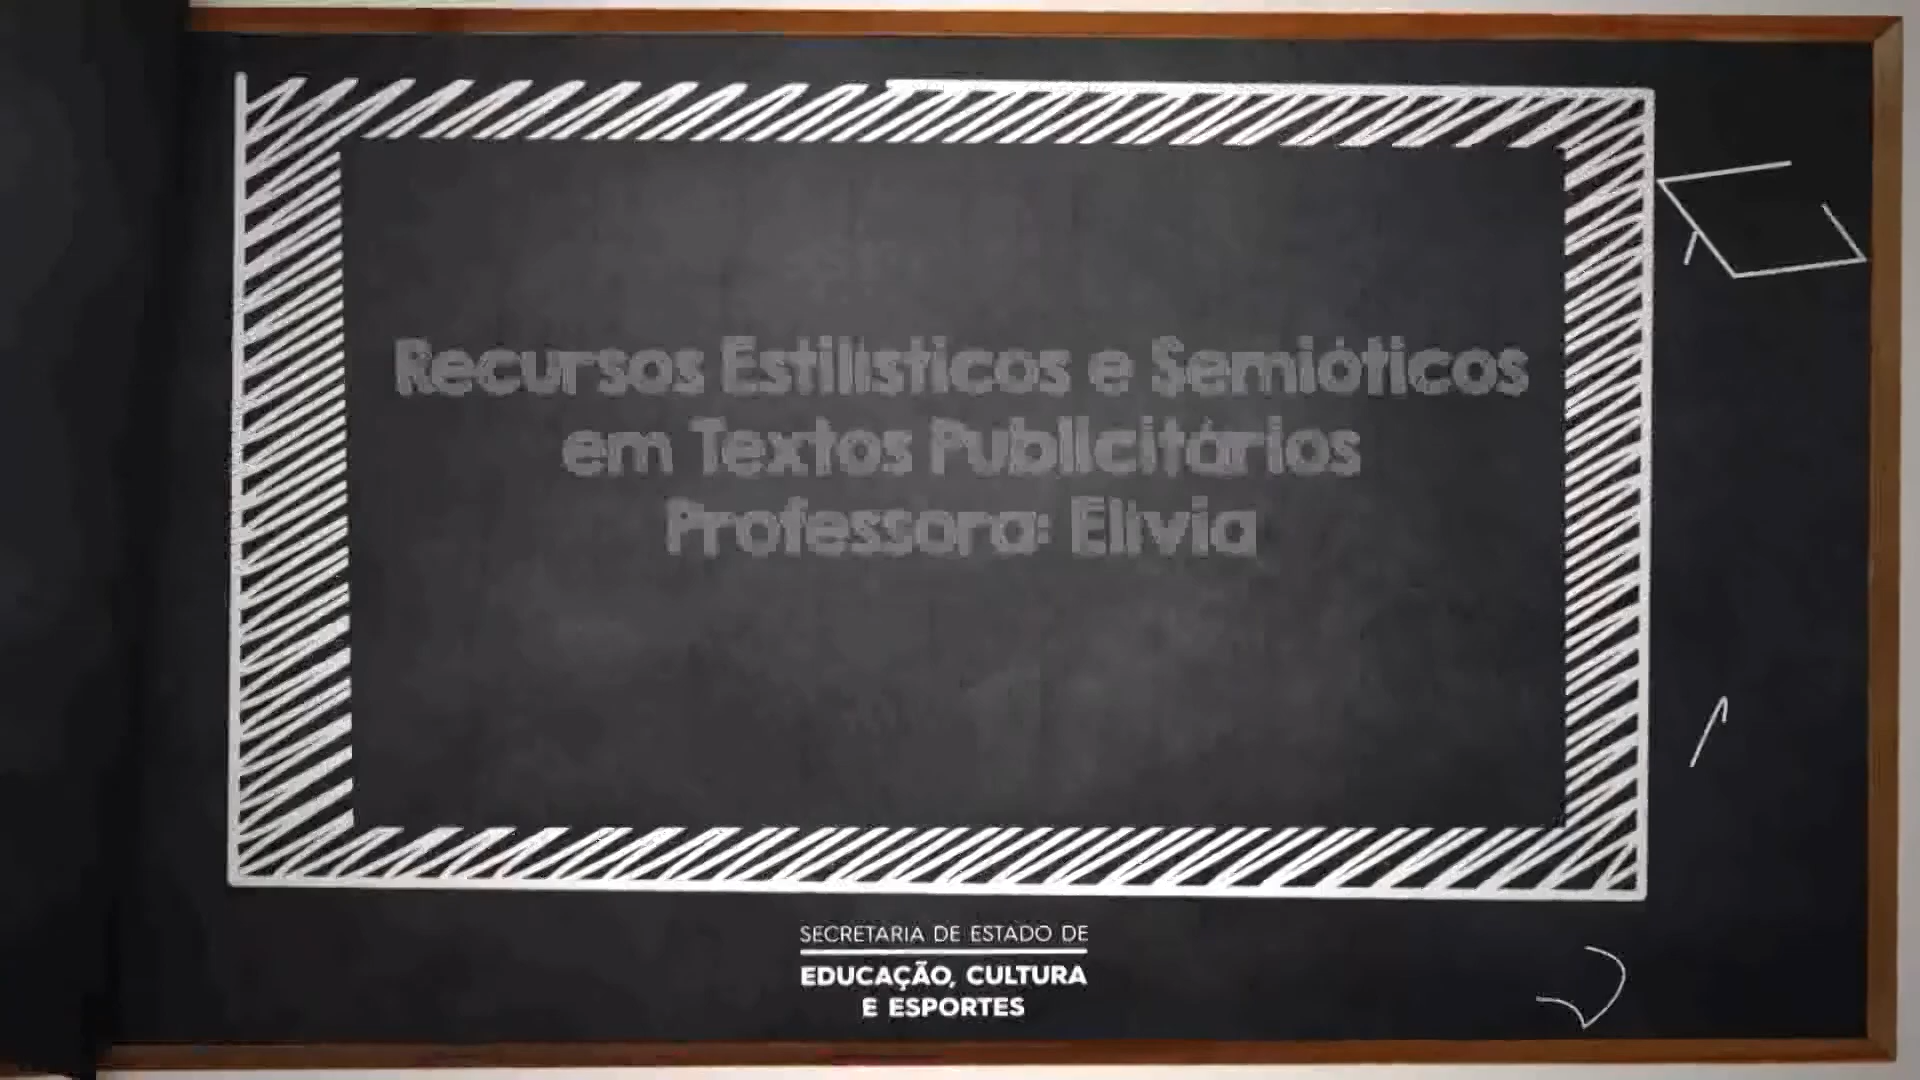 Recursos Estilísticos e Semióticos
em Textos Publicitários
Professora: Elivia
SECRETARIA DE ESTADO DE
EDUCAÇÃO, CULTURA
E ESPORTES